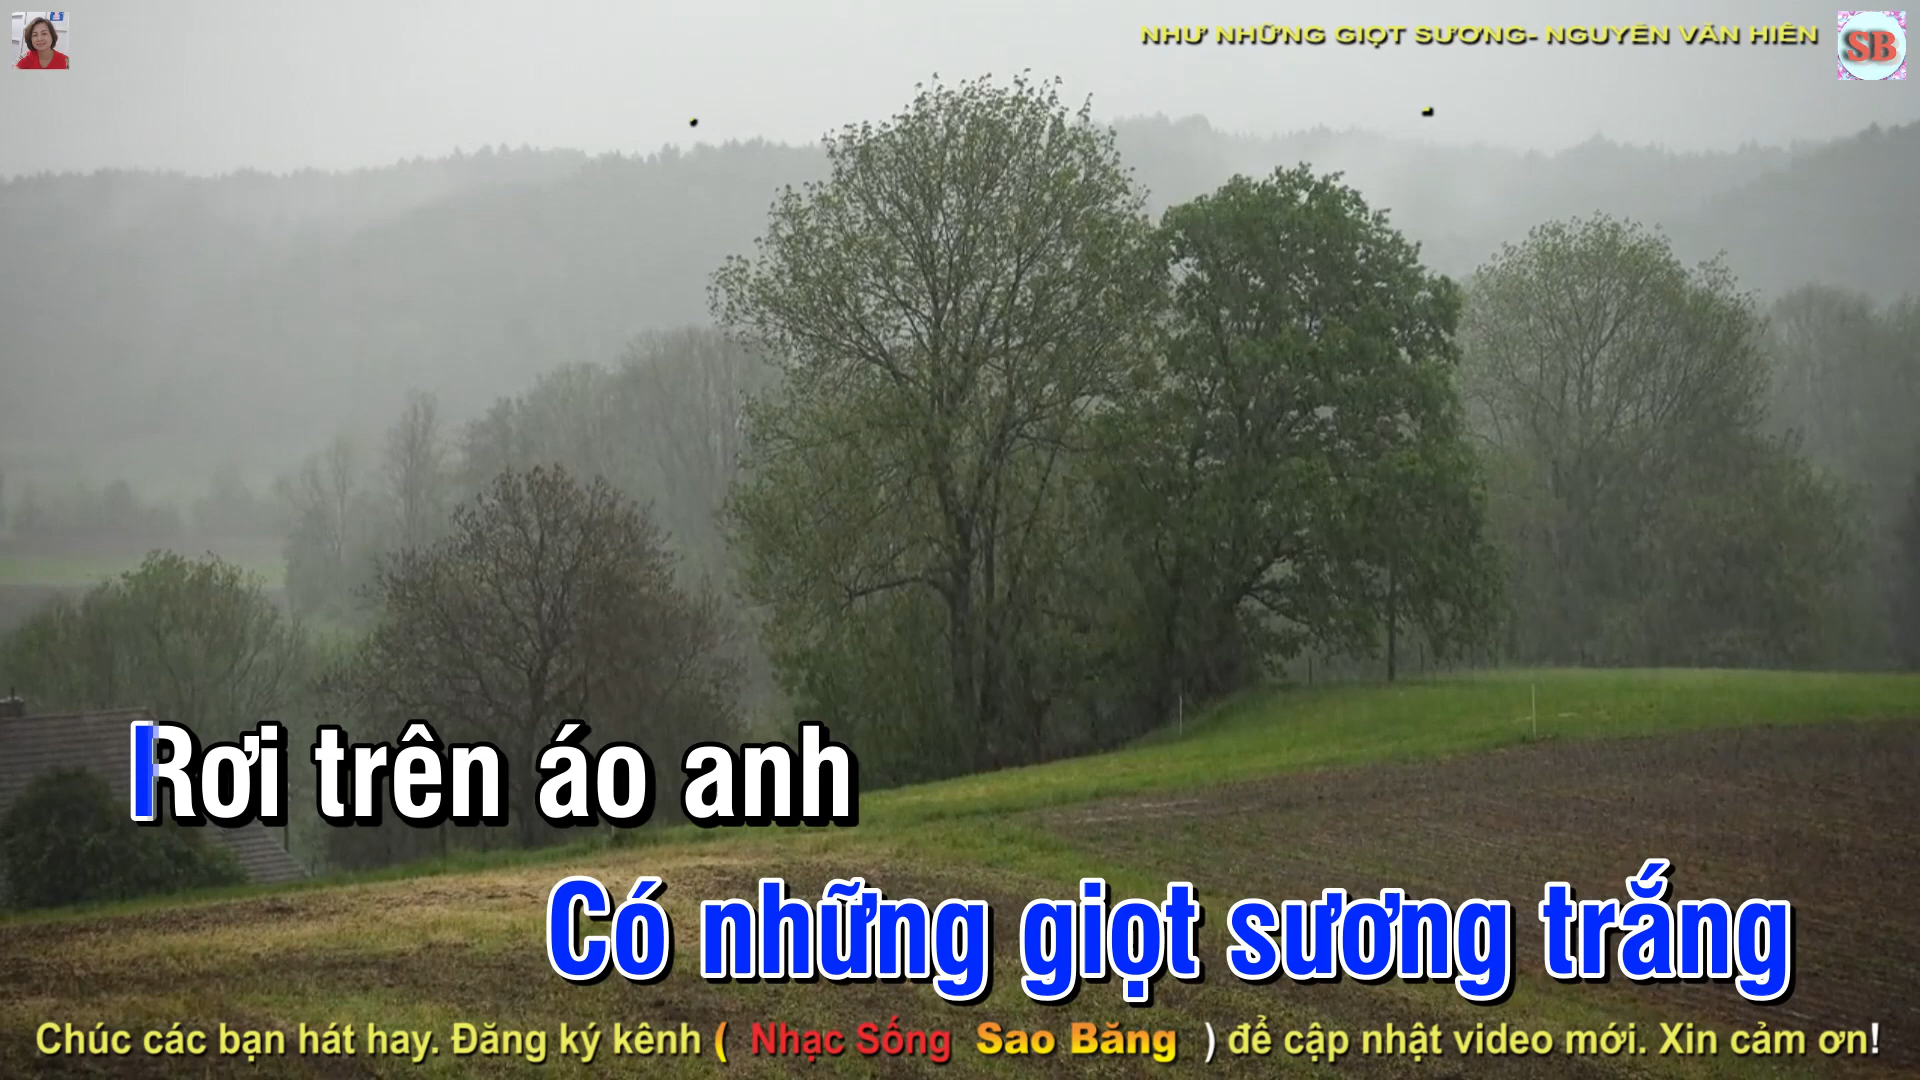 NHƯ NHỮNG GIỌT SƯƠNG- NGUYỄN VĂN HIÊN
SB
Rơi trên áo anh
Có những giọt sương trắng
Chúc các bạn hát hay. Đăng ký kênh ( Nhạc Sống Sao Băng ) để cập nhật video mới. Xin cảm ơn!